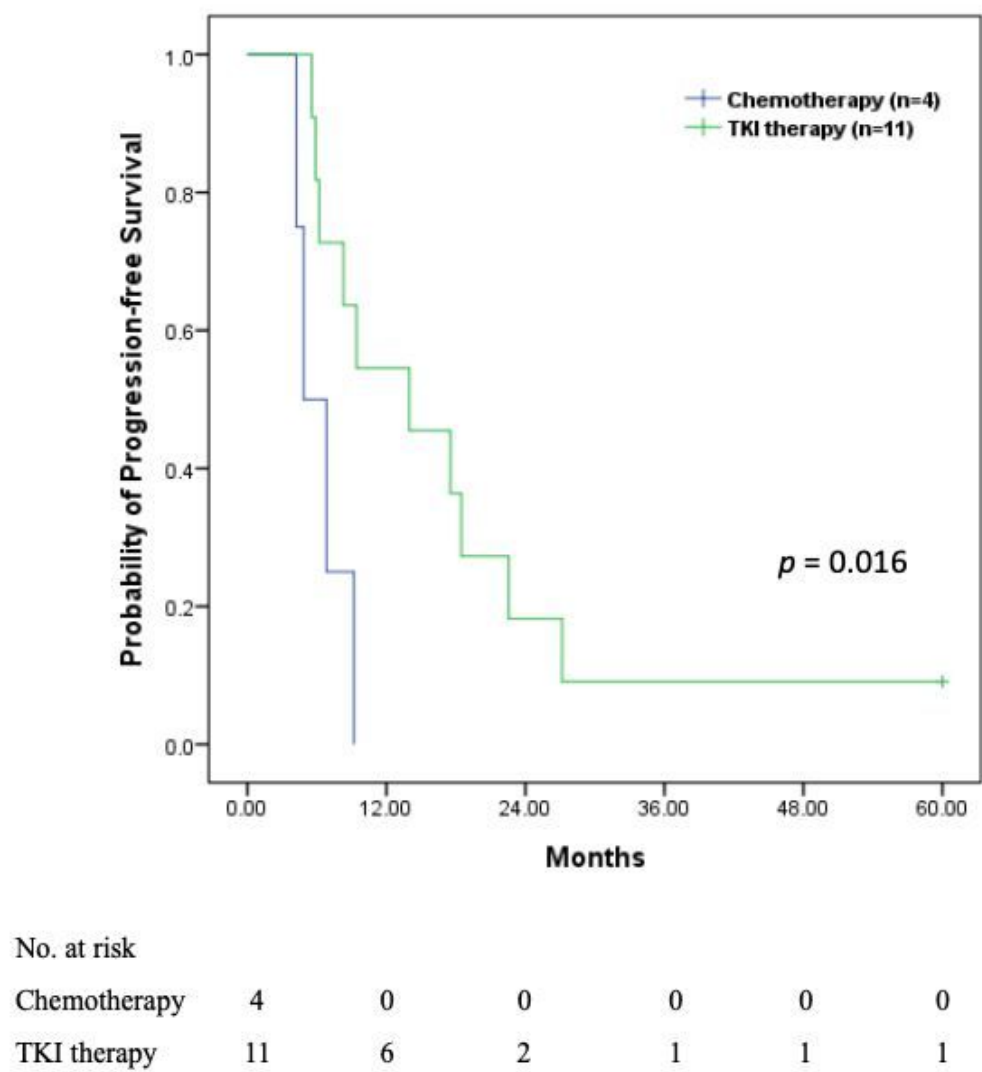 Chemotherapy (n=4)
TKI therapy (n=11)
Probability of Progression-free Survival
1.0
0.8
0.6
0.4
0.2
0.0
p = 0.016
0.00 12.00 24.00 36.00 48.00 60.00
Months
No. at risk
Chemotherapy 4 0 0 0 0 0
TKI therapy 11 6 2 1 1 1